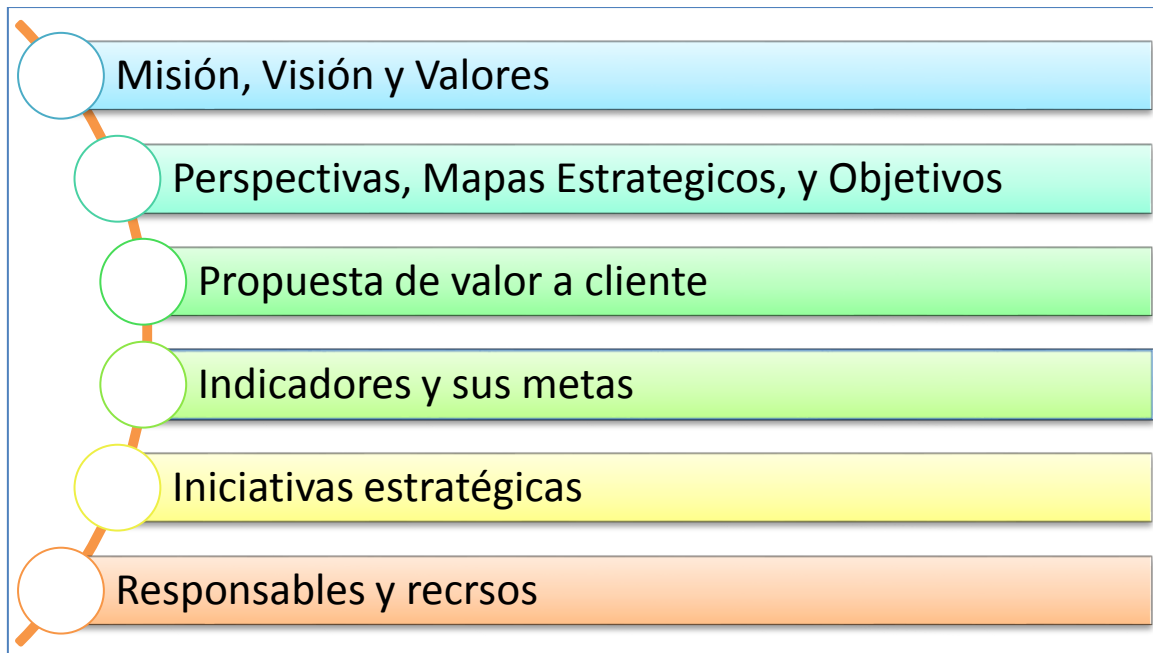 Misión, Visión y Valores
Perspectivas, Mapas Estrategicos, y Objetivos
Propuesta de valor a cliente
Indicadores y sus metas
Iniciativas estratégicas
Responsables y recrsos